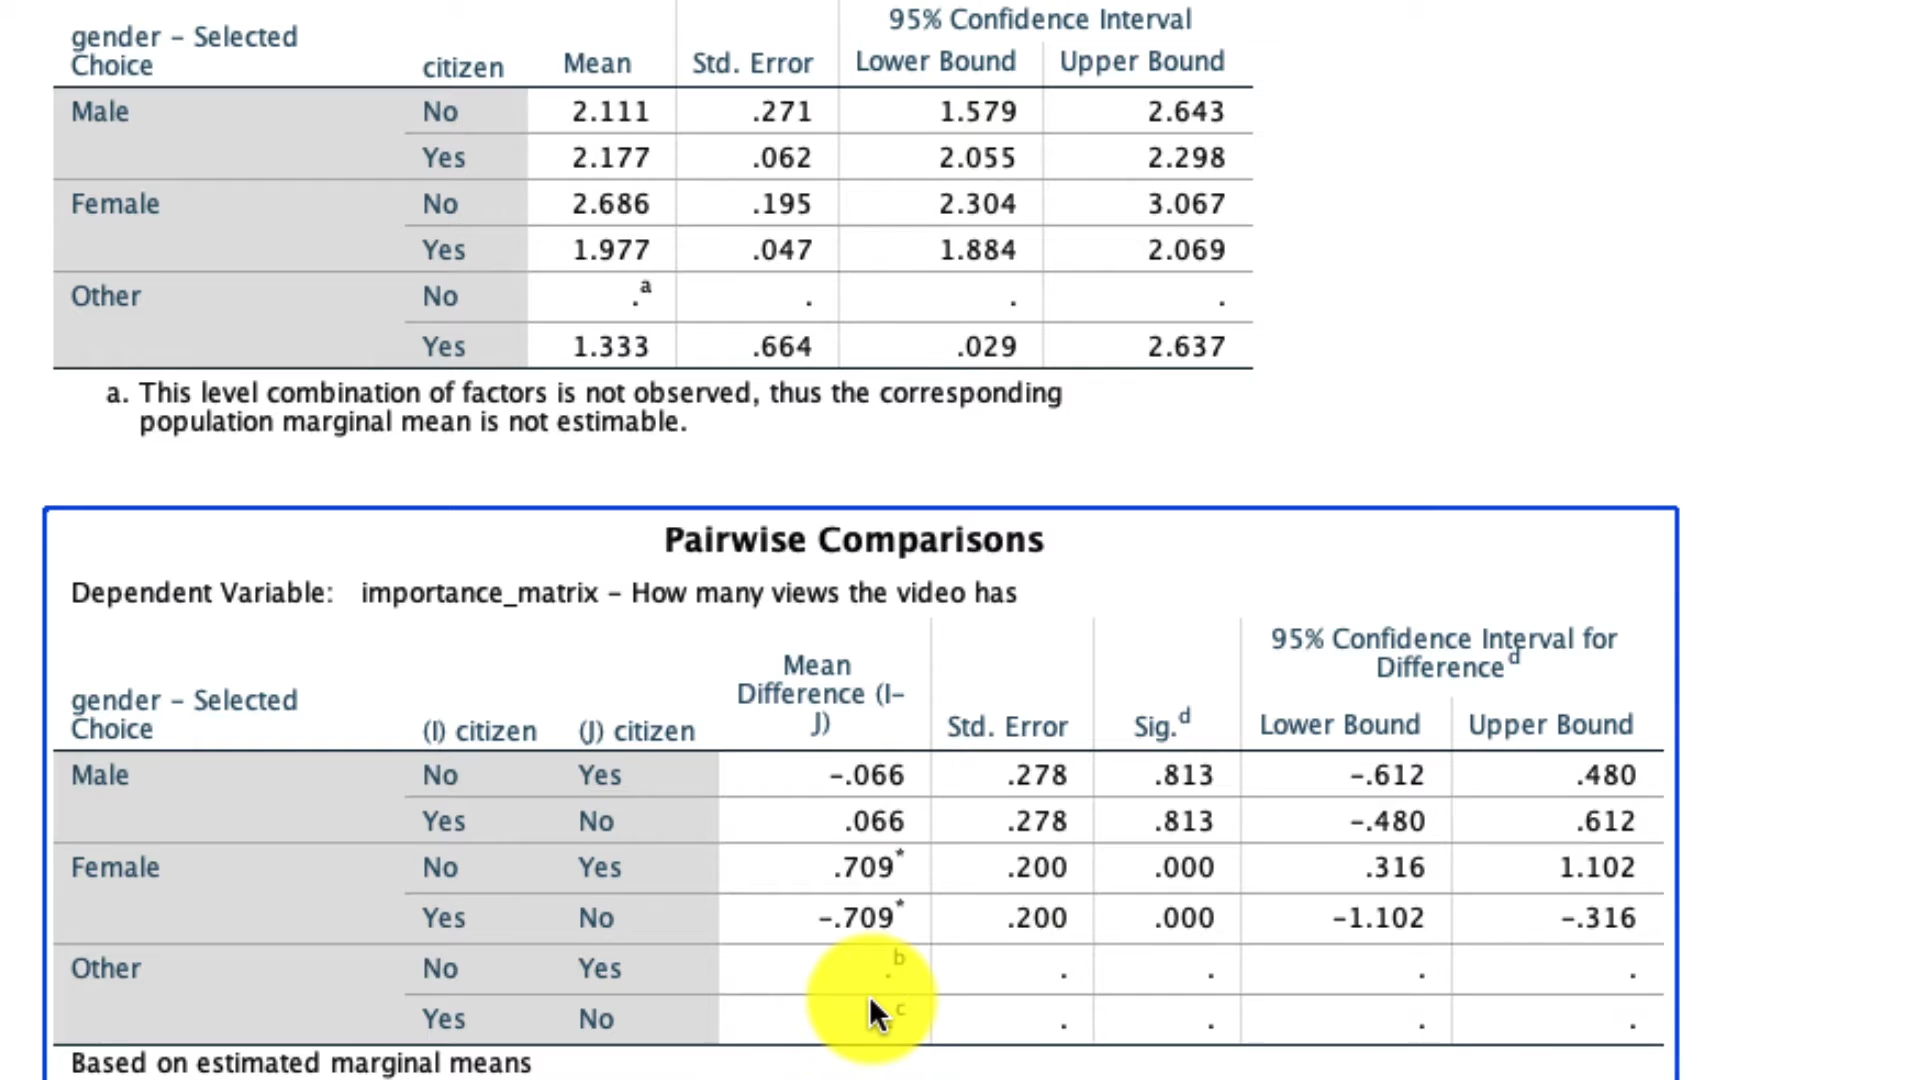 95% Confidence Interval
gender – Selected Choice citizen Mean Std. Error Lower Bound Upper Bound
Male No 2.111 .271 1.579 2.643
Yes 2.177 .062 2.055 2.298
Female No 2.686 .195 2.304 3.067
Yes 1.977 .047 1.884 2.069
Other No .a . . .
Yes 1.333 .664 .029 2.637
a. This level combination of factors is not observed, thus the corresponding
population marginal mean is not estimable.
Pairwise Comparisons
Dependent Variable: importance_matrix – How many views the video has
95% Confidence Interval for Difference d
gender – Selected Choice (I) citizen (J) citizen Mean Difference (I–J) Std. Error Sig.d Lower Bound Upper Bound
Male No Yes –.066 .278 .813 –.612 .480
Yes No .066 .278 .813 –.480 .612
Female No Yes .709* .200 .000 .316 1.102
Yes No –.709* .200 .000 –1.102 –.316
Other No Yes .b . . . .
Yes No .c . . . .
Based on estimated marginal means